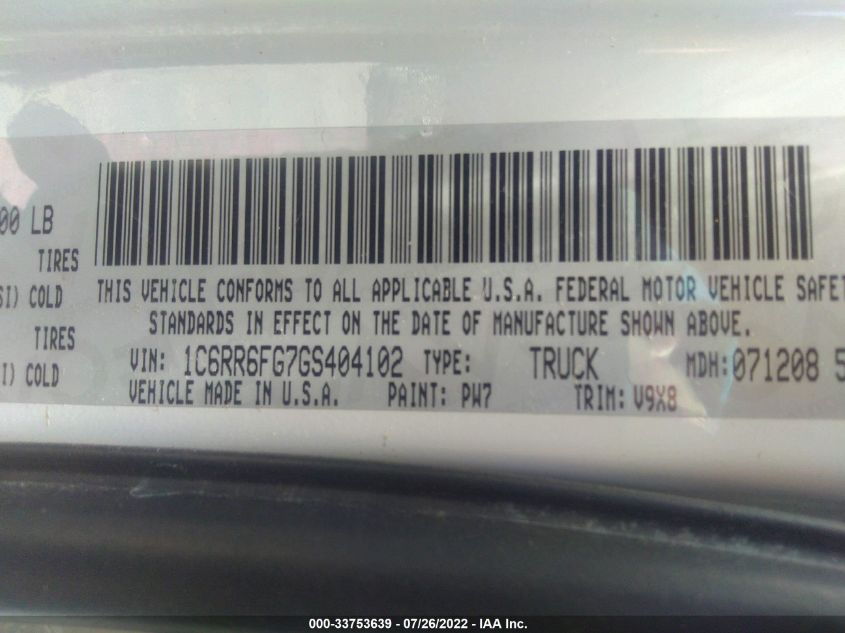 00 LB
TIRES
SI) COLD
THIS VEHICLE CONFORMS TO ALL APPLICABLE U.S.A. FEDERAL MOTOR VEHICLE SAFET
STANDARDS IN EFFECT ON THE DATE OF MANUFACTURE SHOWN ABOVE.
TIRES
VIN: 1C6RR6FG7GS404102 TYPE: TRUCK MDH:071208 5
I) COLD
VEHICLE MADE IN U.S.A. PAINT: PW7 TRIM: V9X8
000-33753639 - 07/26/2022 - IAA Inc.